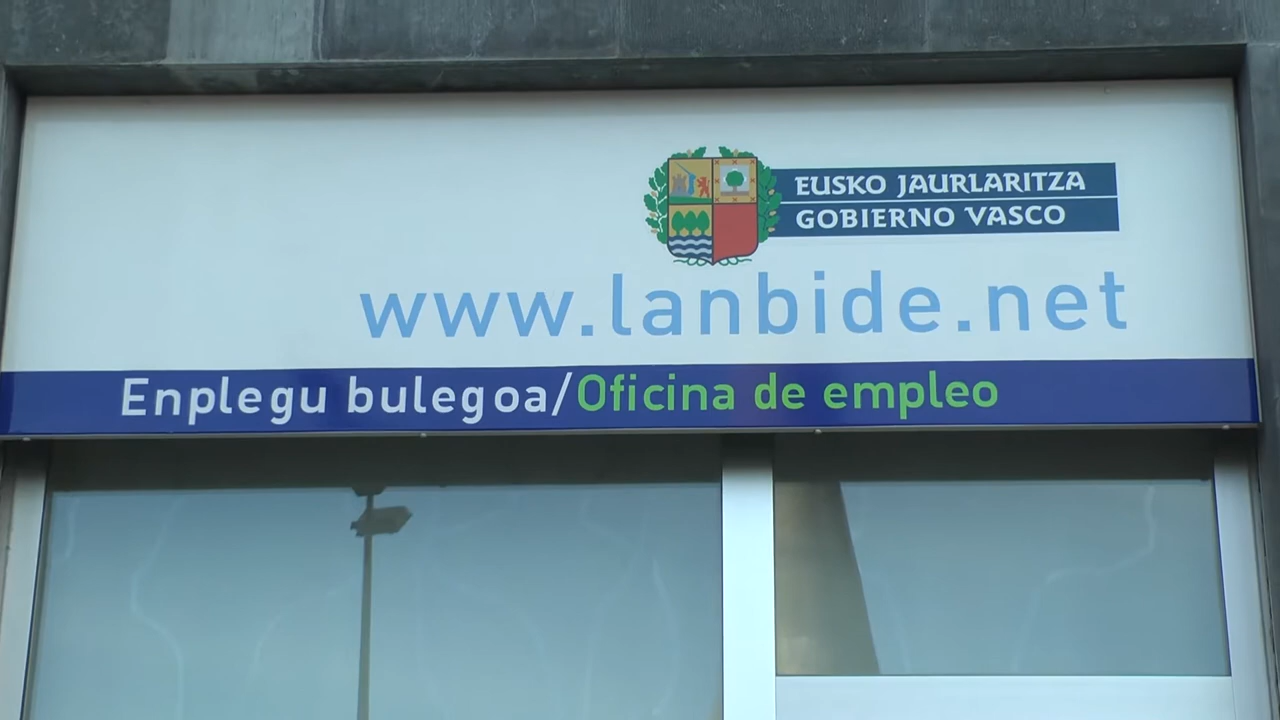 EUSKO JAURLARITZA
GOBIERNO VASCO
www.lanbide.net
Enplegu bulegoa/Oficina de empleo